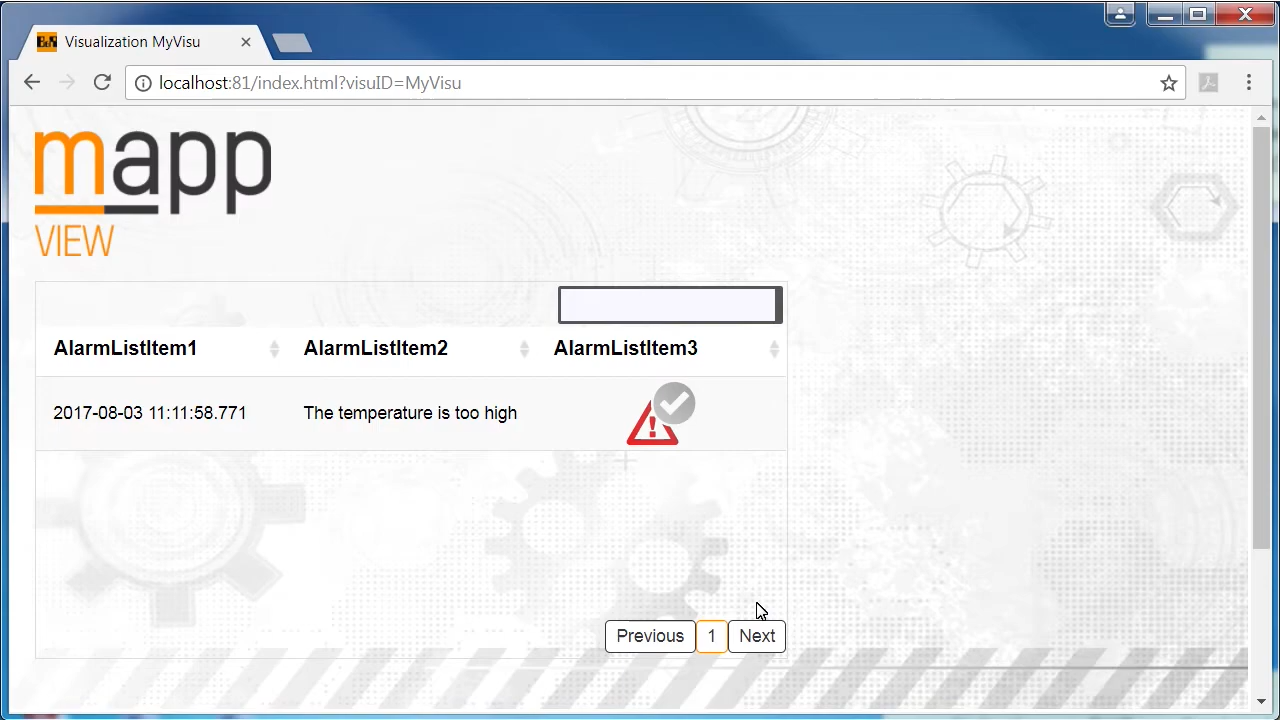 Visualization MyVisu
localhost:81/index.html?visuID=MyVisu
mapp
VIEW
AlarmListItem1 AlarmListItem2 AlarmListItem3
2017-08-03 11:11:58.771 The temperature is too high
Previous 1 Next